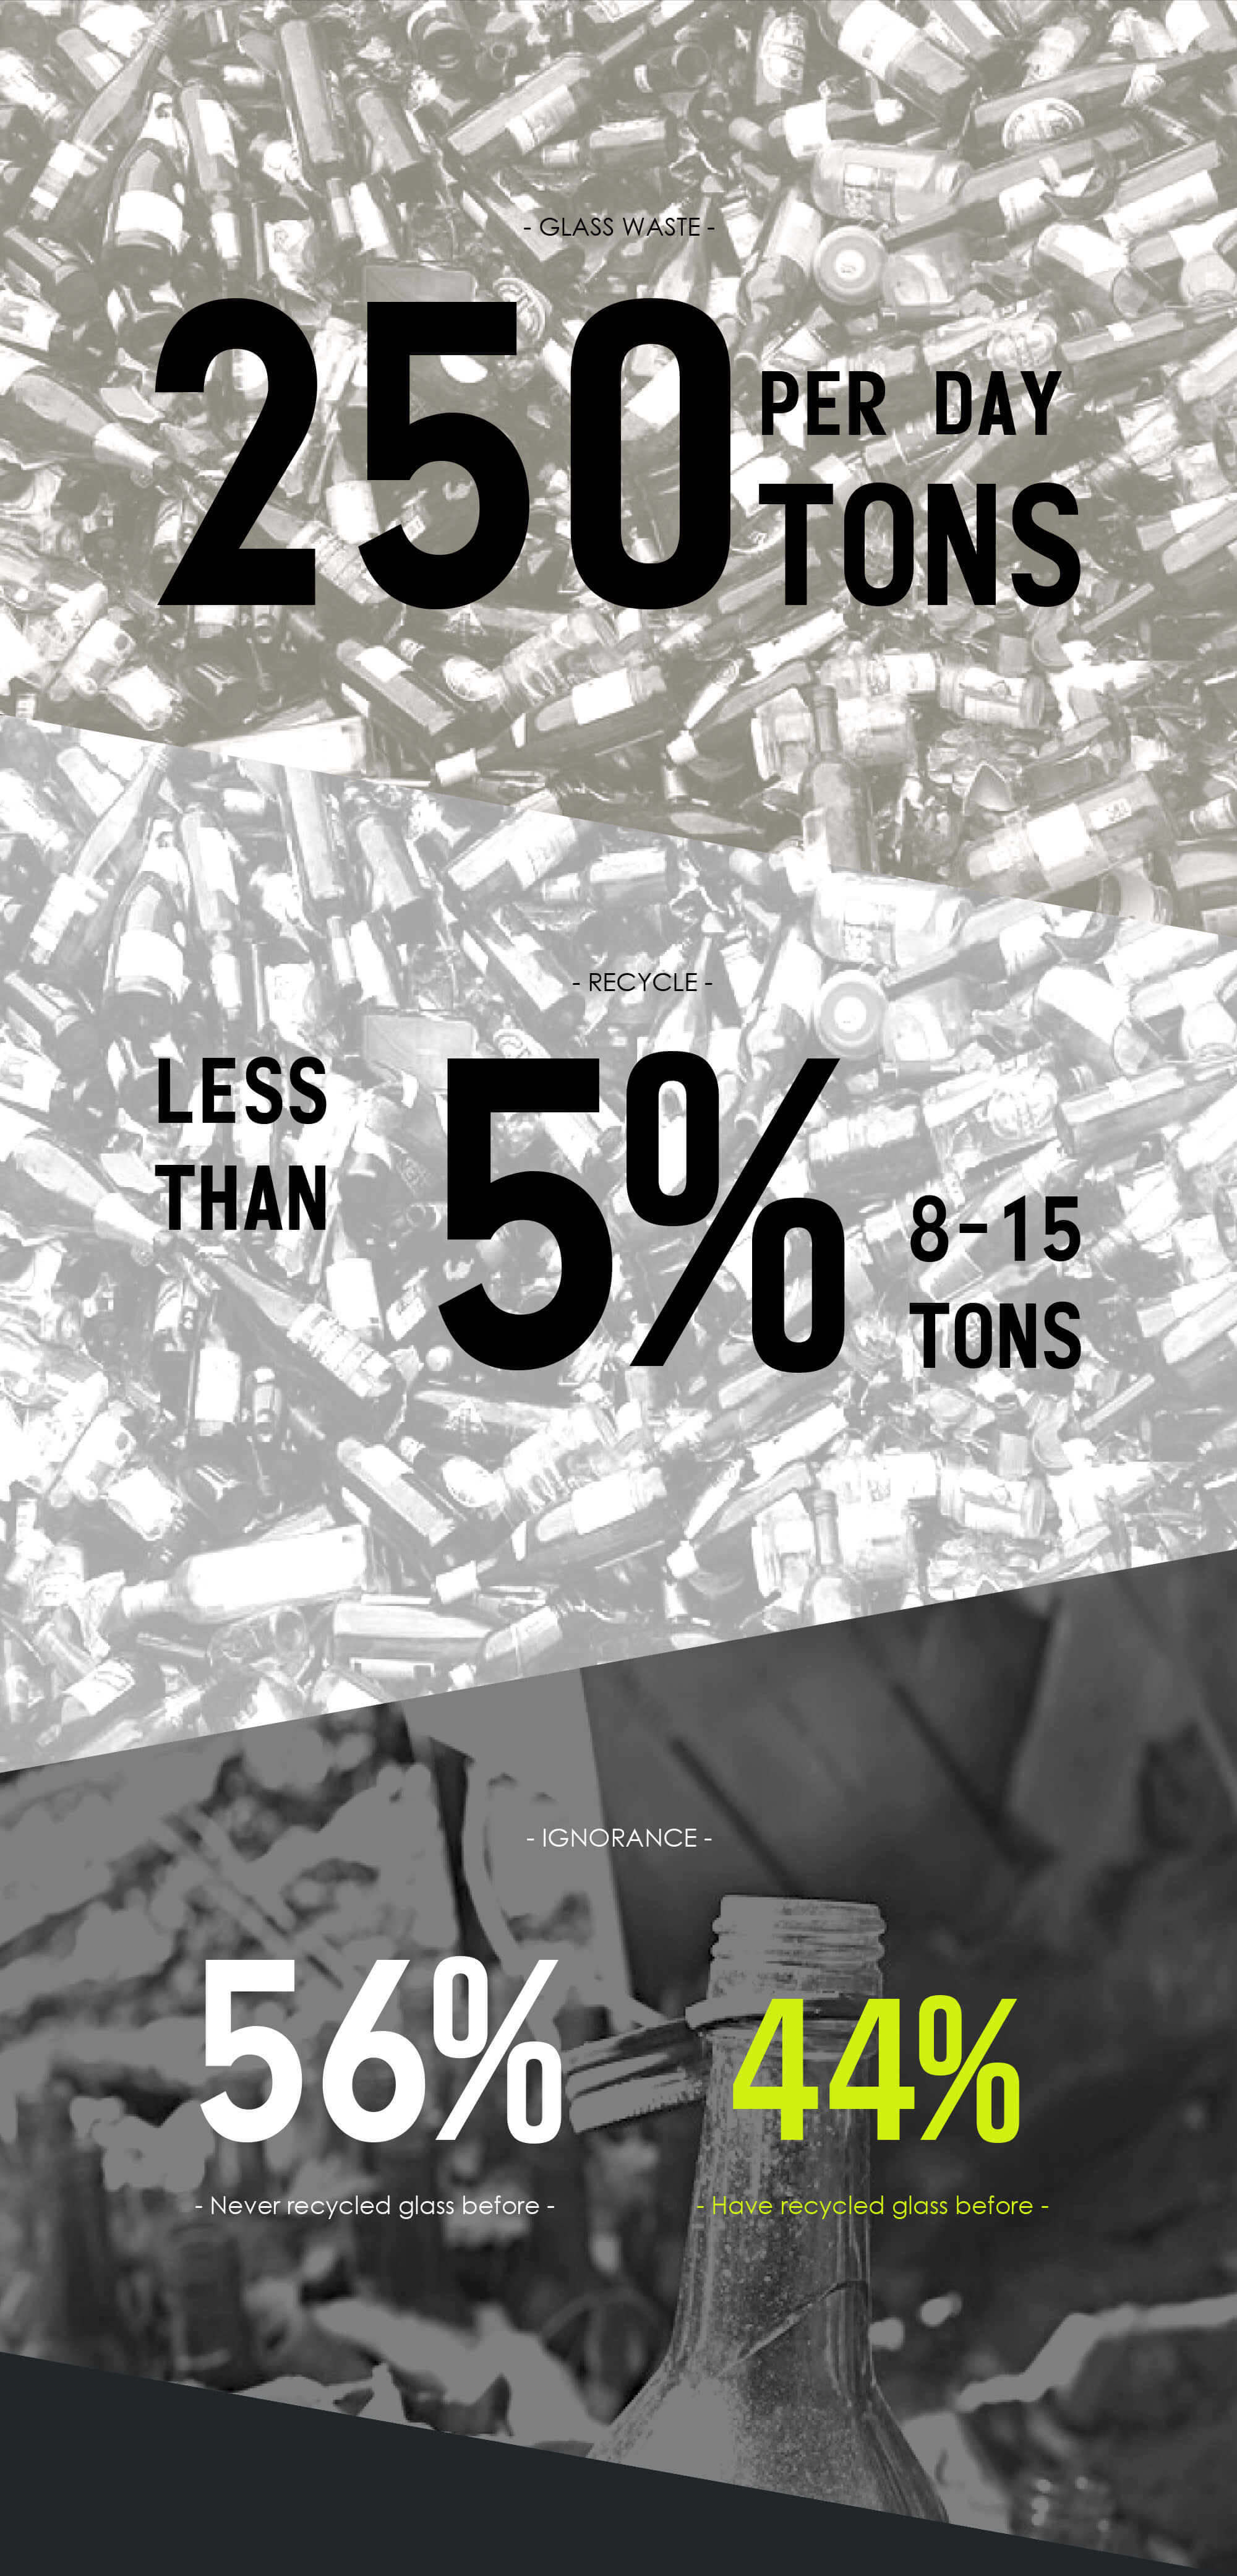 - GLASS WASTE -
250 PER DAY
TONS
- RECYCLE -
LESS
THAN
5%
8-15
TONS
- IGNORANCE -
56%
44%
- Never recycled glass before -
- Have recycled glass before -